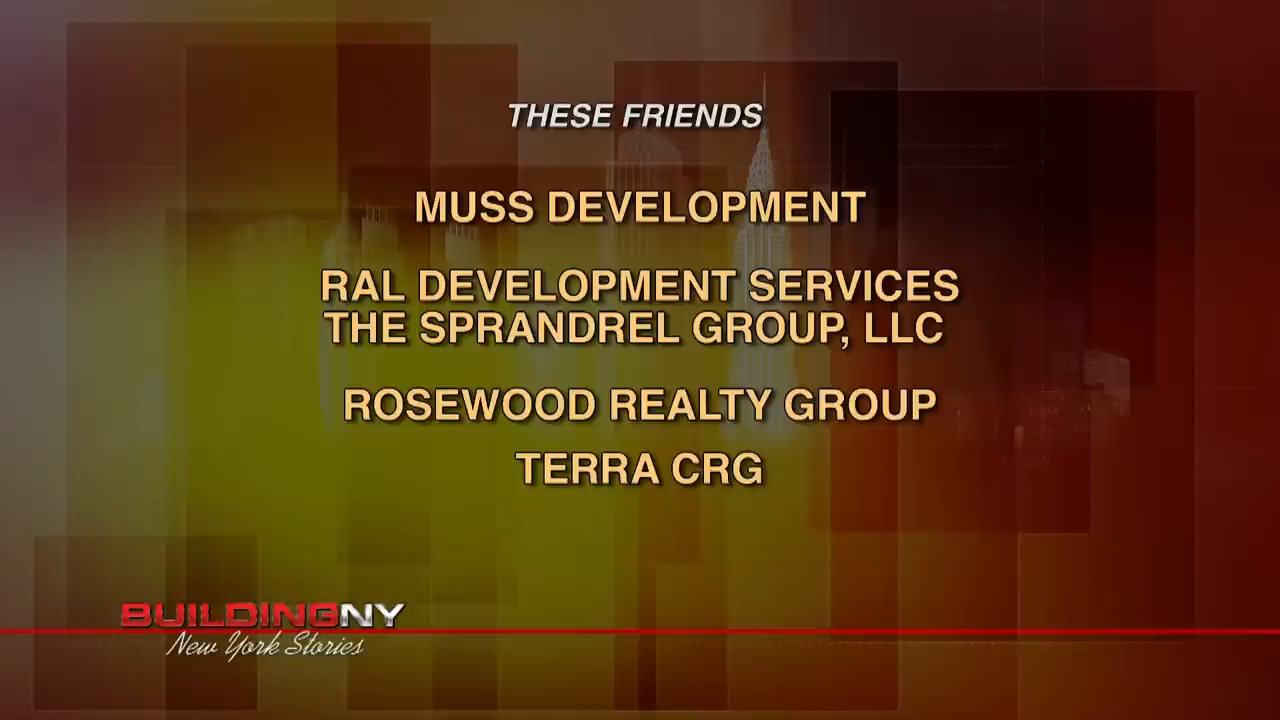 THESE FRIENDS
MUSS DEVELOPMENT
RAL DEVELOPMENT SERVICES
THE SPRANDREL GROUP, LLC
ROSEWOOD REALTY GROUP
TERRA CRG
BUILDINGNY
New York Stories